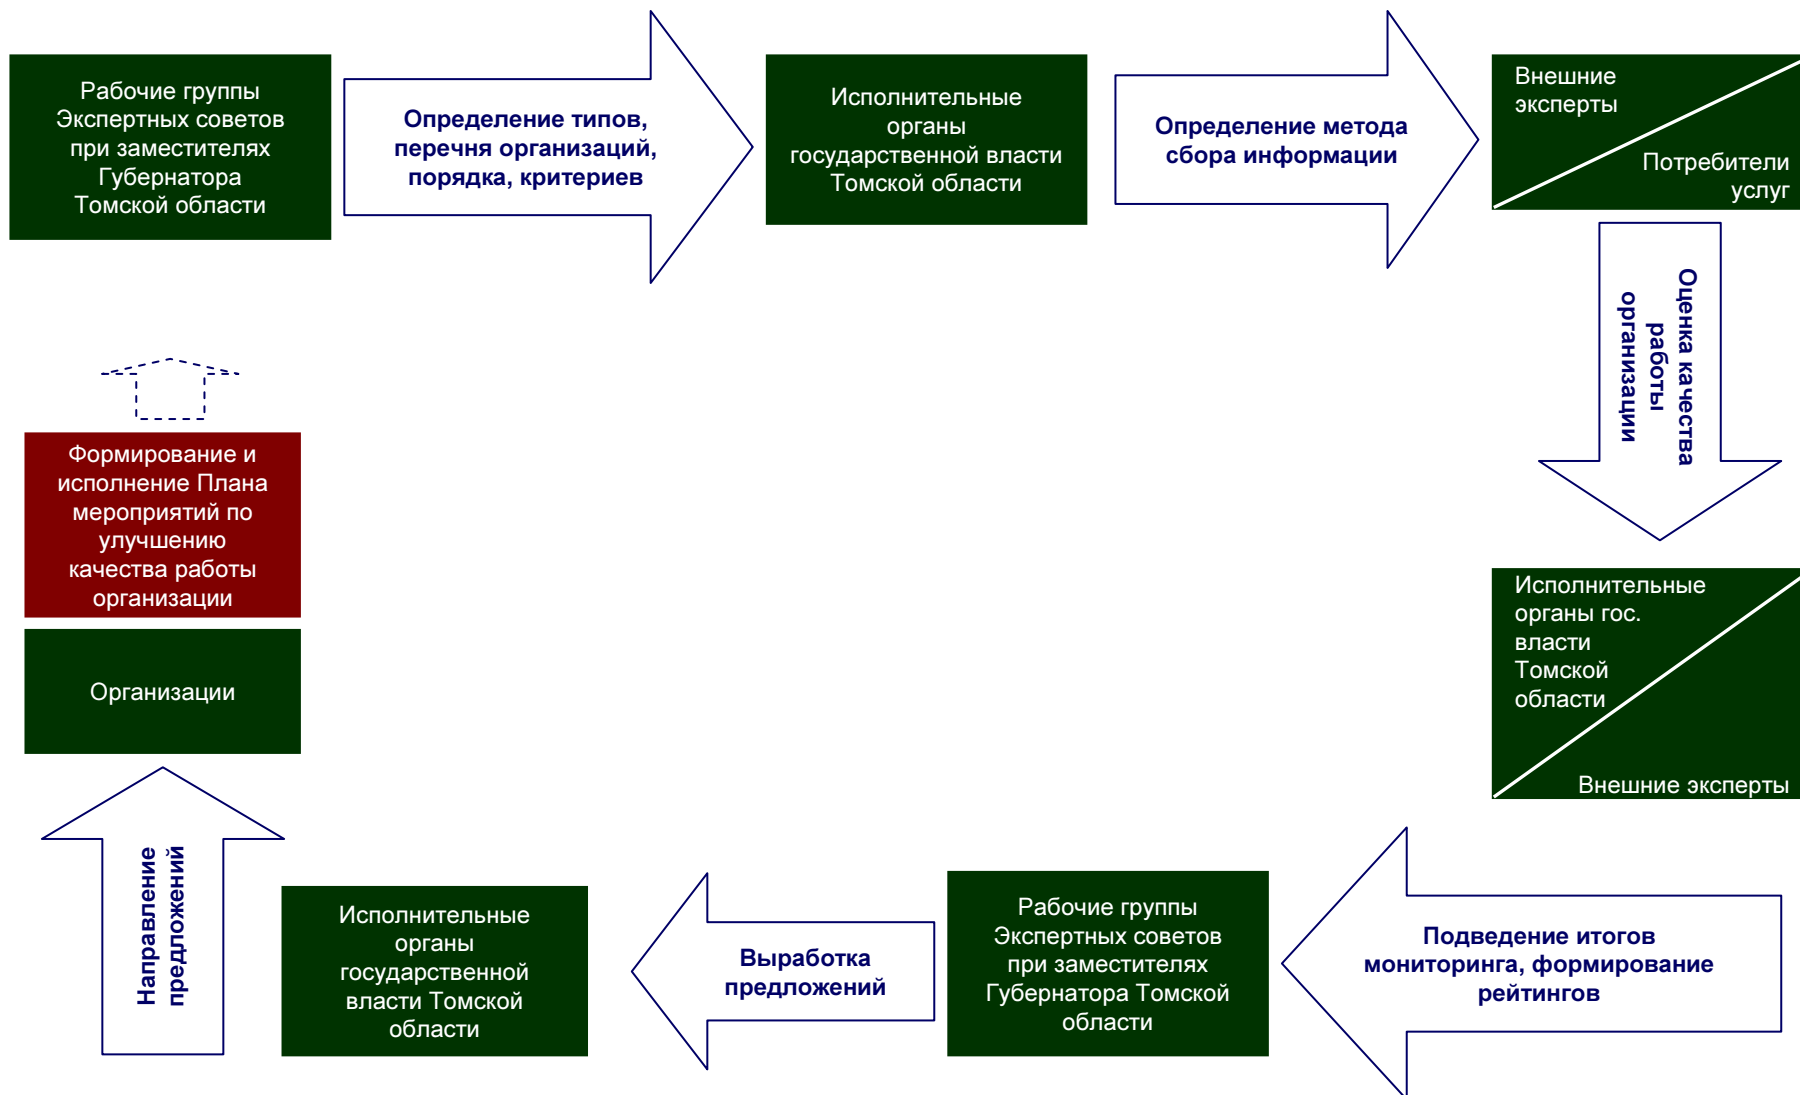 Рабочие группы
Экспертных советов
при заместителях
Губернатора
Томской области
Определение типов,
перечня организаций,
порядка, критериев
Исполнительные
органы
государственной власти
Томской области
Определение метода
сбора информации
Внешние
эксперты
Потребители
услуг
Оценка качества
работы
организации
Исполнительные
органы гос.
власти
Томской
области
Внешние эксперты
Подведение итогов
мониторинга, формирование
рейтингов
Рабочие группы
Экспертных советов
при заместителях
Губернатора Томской
области
Выработка
предложений
Исполнительные
органы
государственной
власти Томской
области
Направление
предложений
Организации
Формирование и
исполнение Плана
мероприятий по
улучшению
качества работы
организации